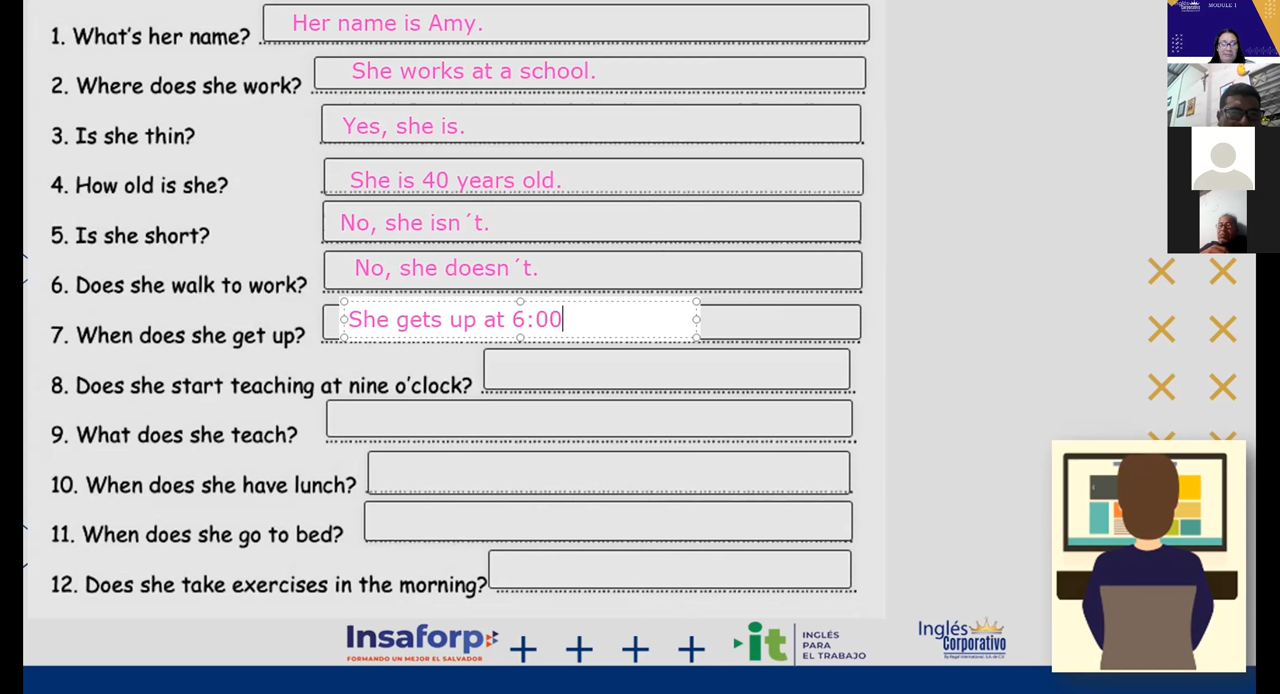 Inglés
Corporativo
MODULE I
1. What's her name? Her name is Amy.
2. Where does she work? She works at a school.
3. Is she thin? Yes, she is.
4. How old is she? She is 40 years old.
5. Is she short? No, she isn´t.
6. Does she walk to work? No, she doesn´t.
7. When does she get up? She gets up at 6:00
8. Does she start teaching at nine o'clock?
9. What does she teach?
10. When does she have lunch?
11. When does she go to bed?
12. Does she take exercises in the morning?
Insaforp
FORMANDO UN MEJOR EL SALVADOR
it
INGLÉS
PARA
EL TRABAJO
Inglés
Corporativo